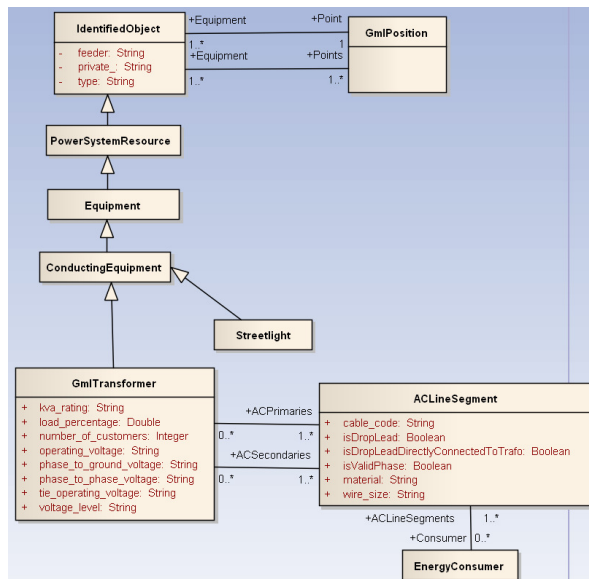 IdentifiedObject
- feeder: String
- private_: String
- type: String
+Equipment
+Point
1..*
1
+Equipment
+Points
1..*
1..*
GmlPosition
PowerSystemResource
Equipment
ConductingEquipment
Streetlight
GmlTransformer
+ kva_rating: String
+ load_percentage: Double
+ number_of_customers: Integer
+ operating_voltage: String
+ phase_to_ground_voltage: String
+ phase_to_phase_voltage: String
+ tie_operating_voltage: String
+ voltage_level: String
+ACPrimaries
0..*
1..*
+ACSecondaries
0..*
1..*
ACLineSegment
+ cable_code: String
+ isDropLead: Boolean
+ isDropLeadDirectlyConnectedToTrafo: Boolean
+ isValidPhase: Boolean
+ material: String
+ wire_size: String
+ACLineSegments
1..*
+Consumer
0..*
EnergyConsumer